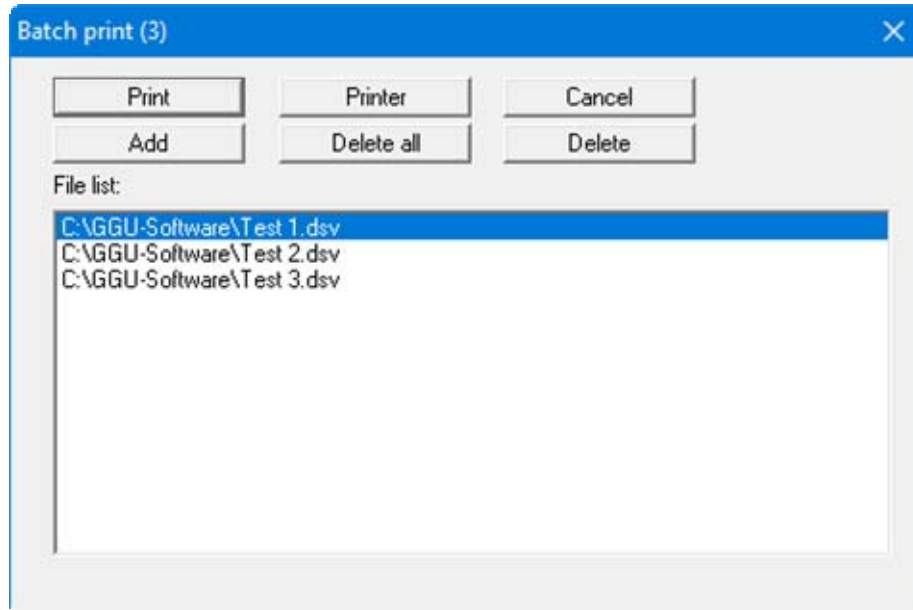 Batch print (3)
Print Printer Cancel
Add Delete all Delete
File list:
C:\GGU-Software\Test 1.dsv
C:\GGU-Software\Test 2.dsv
C:\GGU-Software\Test 3.dsv